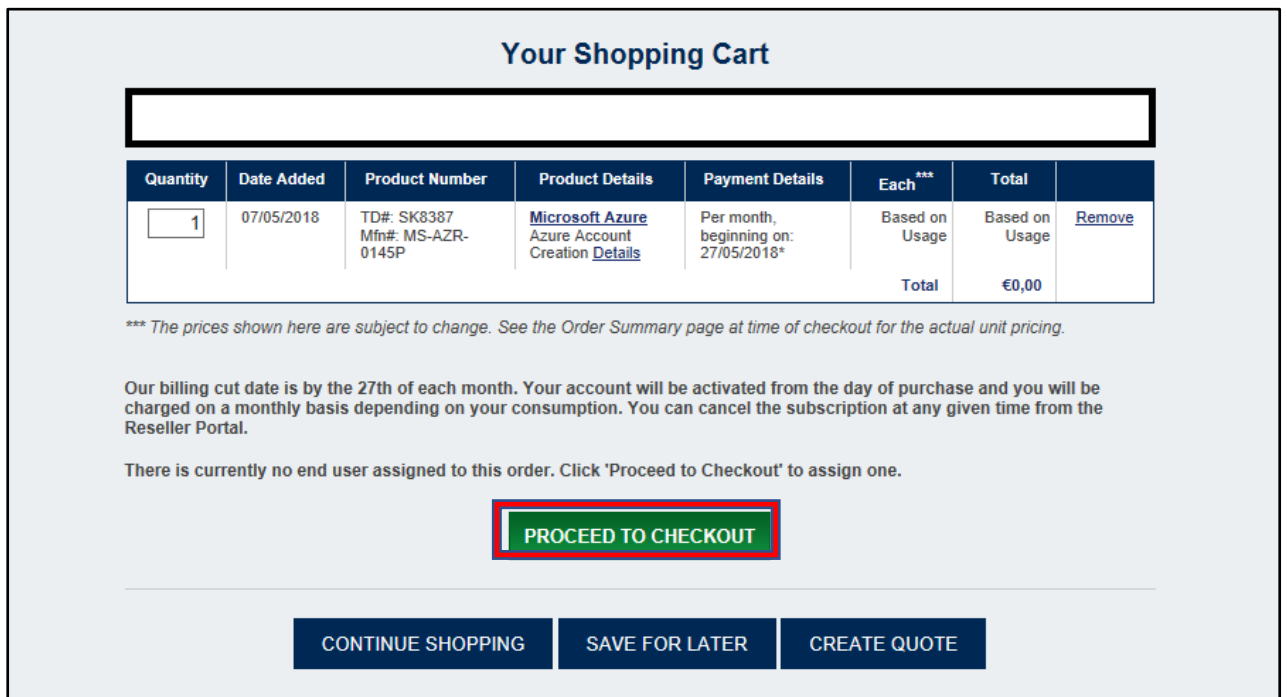 Your Shopping Cart
Quantity Date Added Product Number Product Details Payment Details Each*** Total
1 07/05/2018 TD#: SK8387 Microsoft Azure Per month, Based on Based on Remove
Mfn#: MS-AZR- Azure Account beginning on: Usage Usage
0145P Creation Details 27/05/2018*
Total €0,00
*** The prices shown here are subject to change. See the Order Summary page at time of checkout for the actual unit pricing.
Our billing cut date is by the 27th of each month. Your account will be activated from the day of purchase and you will be
charged on a monthly basis depending on your consumption. You can cancel the subscription at any given time from the
Reseller Portal.
There is currently no end user assigned to this order. Click 'Proceed to Checkout' to assign one.
PROCEED TO CHECKOUT
CONTINUE SHOPPING SAVE FOR LATER CREATE QUOTE